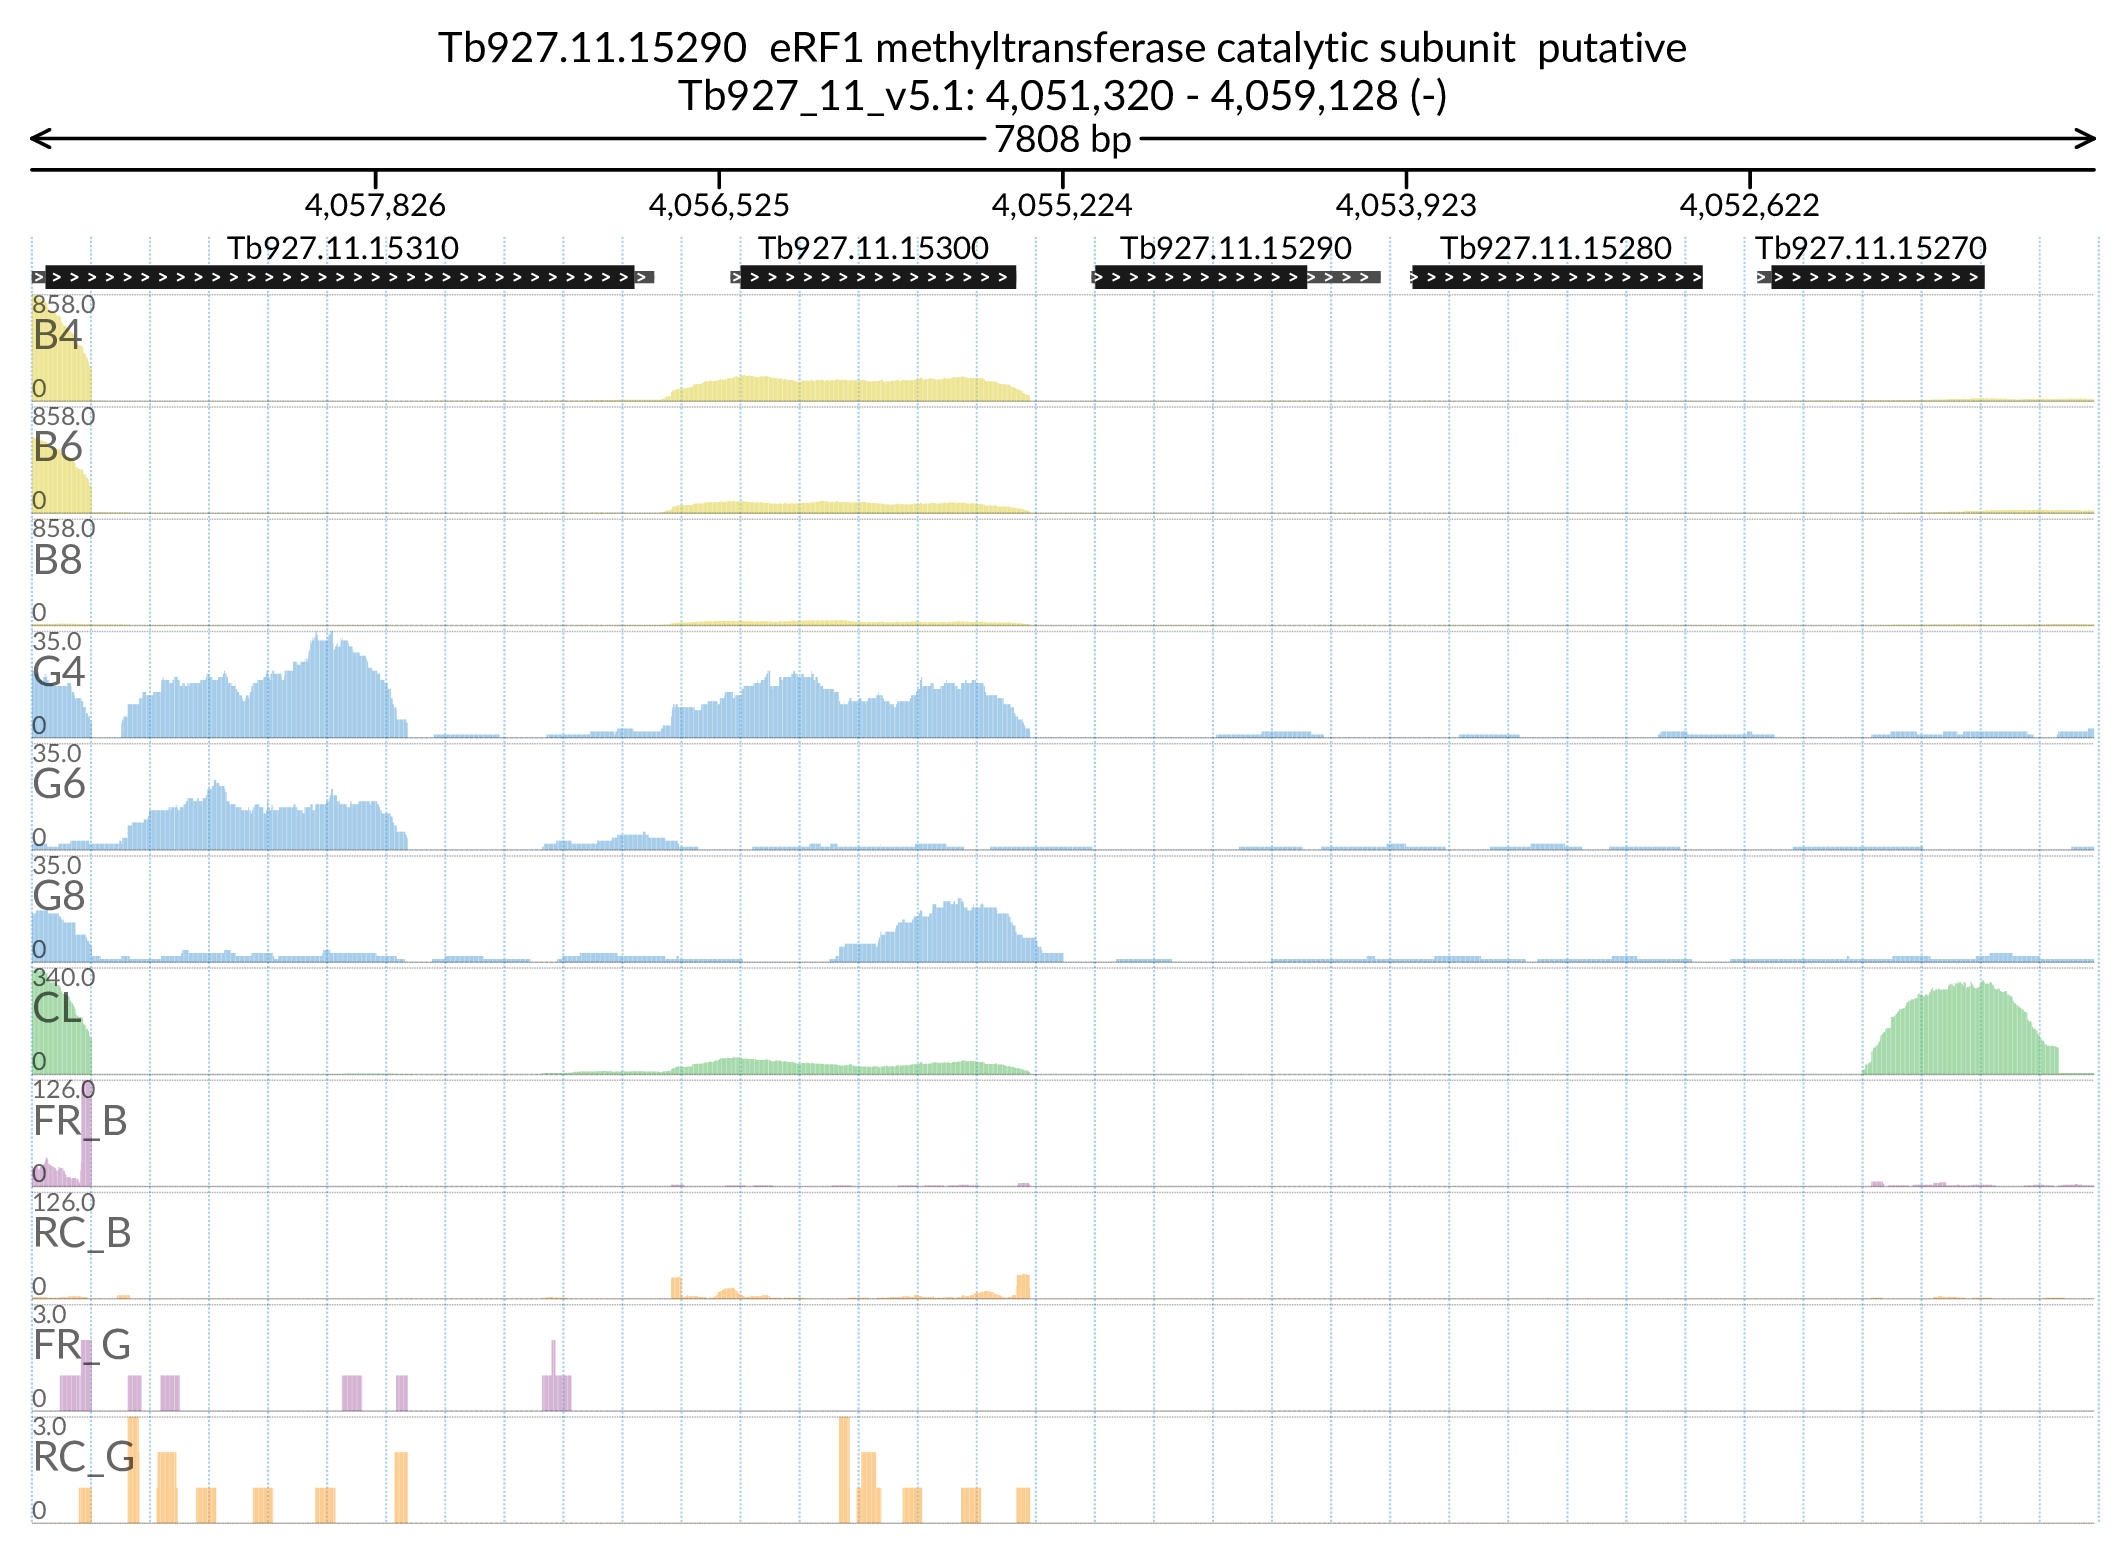 Tb927.11.15290  eRF1 methyltransferase catalytic subunit  putative
Tb927_11_v5.1: 4,051,320 - 4,059,128 (-)
7808 bp
4,057,826 4,056,525 4,055,224 4,053,923 4,052,622
Tb927.11.15310 Tb927.11.15300 Tb927.11.15290 Tb927.11.15280 Tb927.11.15270
858.0
B4
0
858.0
B6
0
858.0
B8
0
35.0
G4
0
35.0
G6
0
35.0
G8
0
340.0
CL
0
126.0
FR_B
0
126.0
RC_B
0
3.0
FR_G
0
3.0
RC_G
0